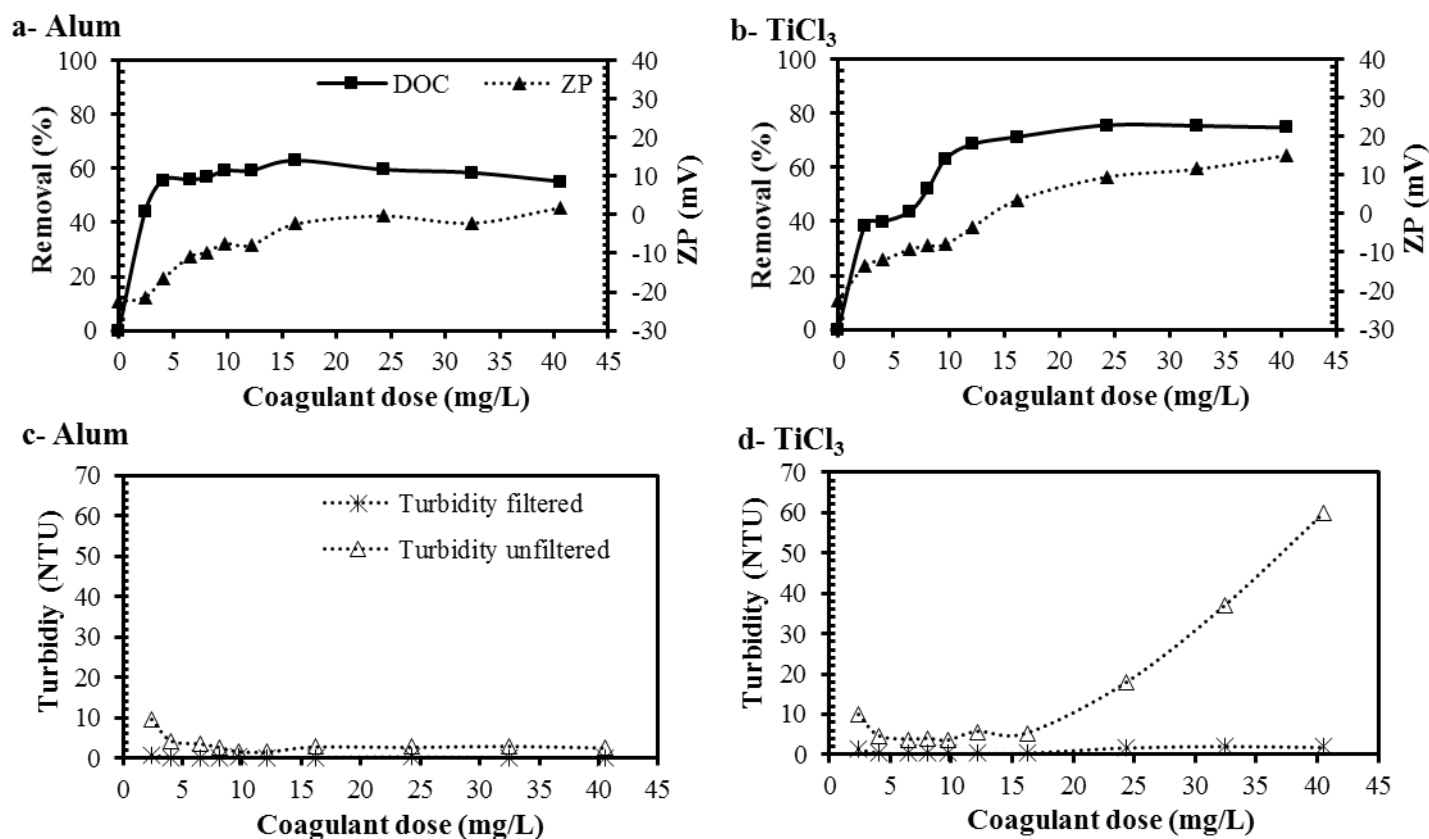 a- Alum
100
80
60
40
20
0
Removal (%)
DOC
ZP
40
30
20
10
0
-10
-20
-30
ZP (mV)
0 5 10 15 20 25 30 35 40 45
Coagulant dose (mg/L)
b- TiCl₃
100
80
60
40
20
0
Removal (%)
40
30
20
10
0
-10
-20
-30
ZP (mV)
0 5 10 15 20 25 30 35 40 45
Coagulant dose (mg/L)
c- Alum
70
60
50
40
30
20
10
0
Turbidiy (NTU)
Turbidity filtered
Turbidity unfiltered
0 5 10 15 20 25 30 35 40 45
Coagulant dose (mg/L)
d- TiCl₃
70
60
50
40
30
20
10
0
Turbidity (NTU)
0 5 10 15 20 25 30 35 40 45
Coagulant dose (mg/L)